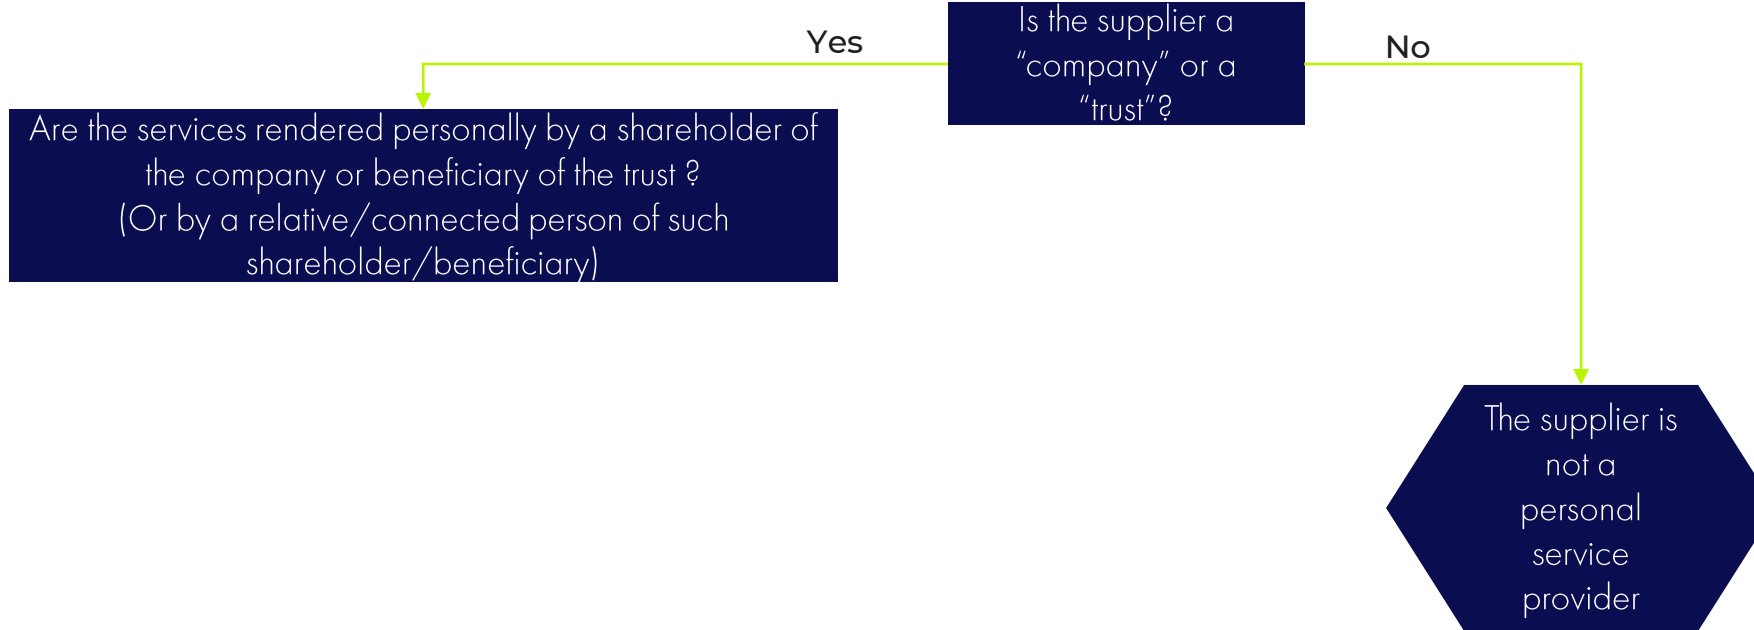 Is the supplier a
“company” or a
“trust”?
Yes
No
Are the services rendered personally by a shareholder of
the company or beneficiary of the trust ?
(Or by a relative/connected person of such
shareholder/beneficiary)
The supplier is
not a
personal
service
provider